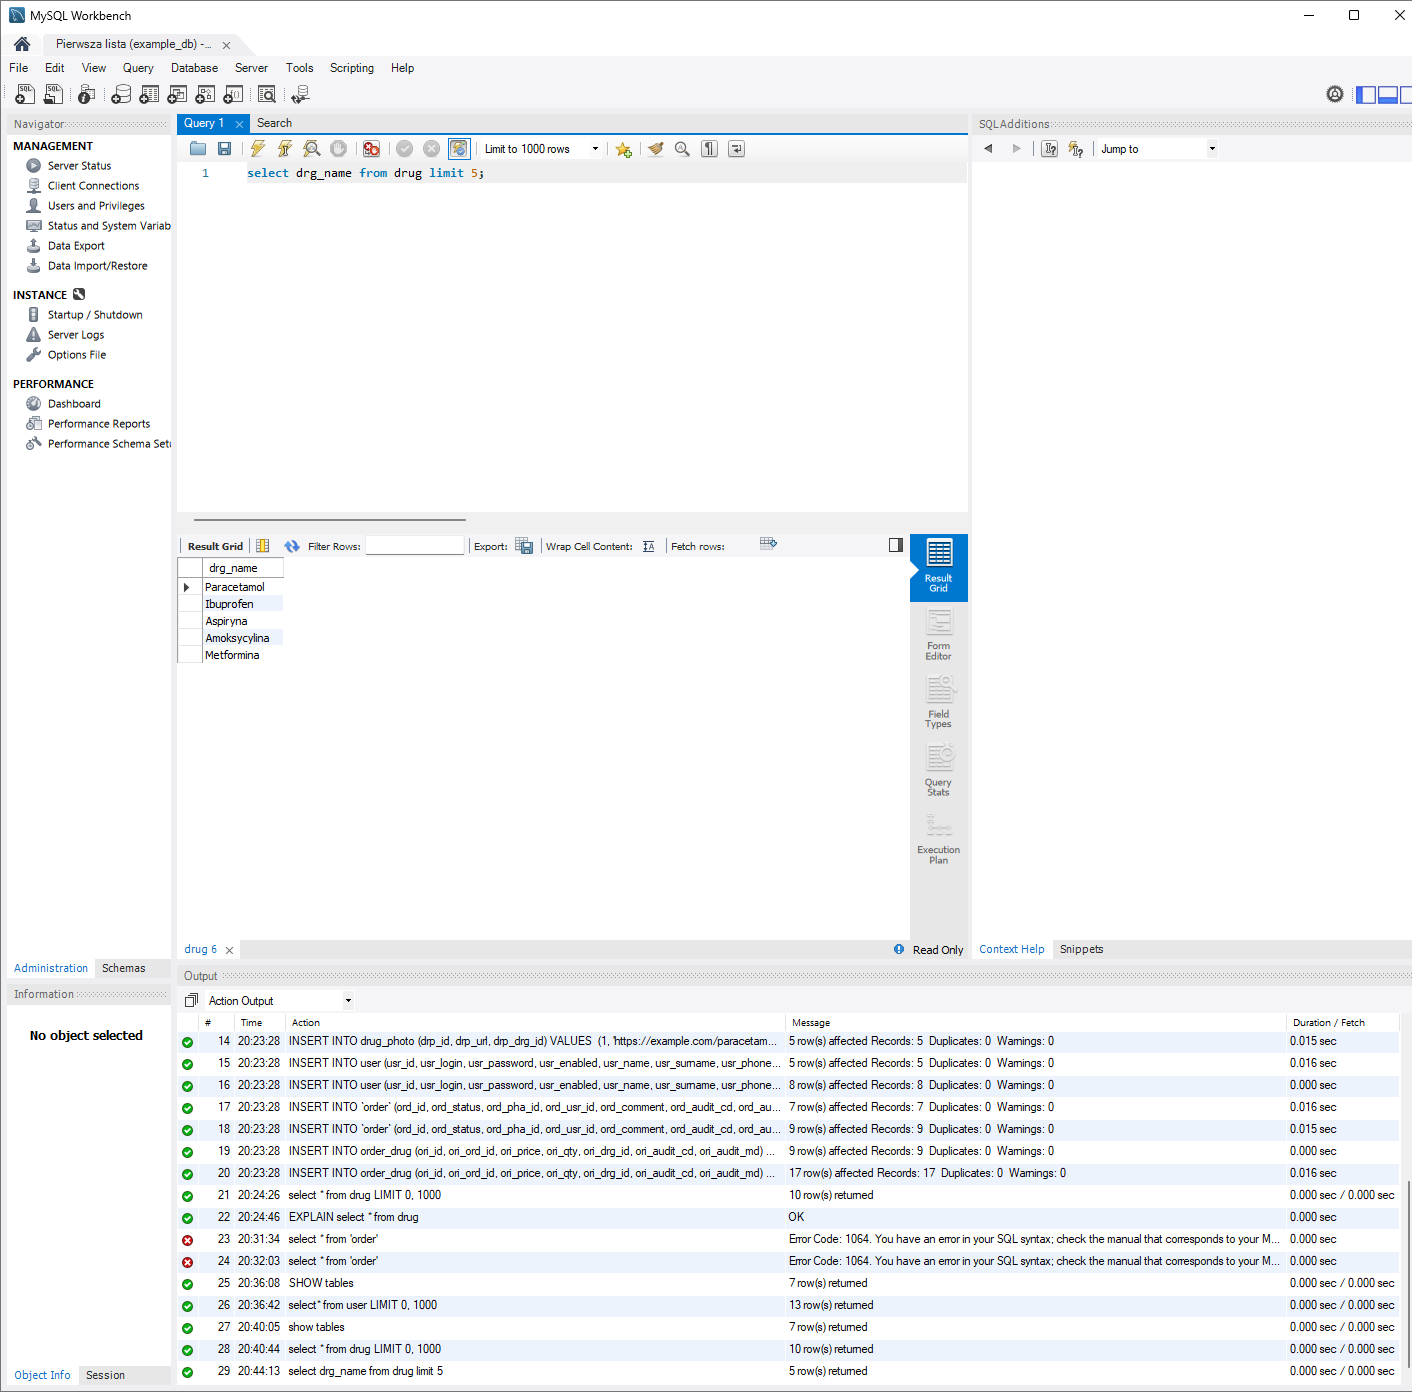 MySQL Workbench
Pierwsza lista (example_db) -...
File Edit View Query Database Server Tools Scripting Help
Navigator
MANAGEMENT
Server Status
Client Connections
Users and Privileges
Status and System Variab
Data Export
Data Import/Restore
INSTANCE
Startup / Shutdown
Server Logs
Options File
PERFORMANCE
Dashboard
Performance Reports
Performance Schema Setu
Administration Schemas
Information
No object selected
Object Info Session
Query 1 Search
Limit to 1000 rows
1 select drg_name from drug limit 5;
Result Grid Filter Rows: Export: Wrap Cell Content: Fetch rows:
drg_name
Paracetamol
Ibuprofen
Aspiryna
Amoksycylina
Metformina
Result
Grid
Form
Editor
Field
Types
Query
Stats
Execution
Plan
drug 6 Read Only
SQLAdditions
Jump to
Context Help Snippets
Output
Action Output
# Time Action Message Duration / Fetch
14 20:23:28 INSERT INTO drug_photo (drp_id, drp_url, drp_drg_id) VALUES (1, 'https://example.com/paracetam... 5 row(s) affected Records: 5 Duplicates: 0 Warnings: 0 0.015 sec
15 20:23:28 INSERT INTO user (usr_id, usr_login, usr_password, usr_enabled, usr_name, usr_surname, usr_phone... 5 row(s) affected Records: 5 Duplicates: 0 Warnings: 0 0.016 sec
16 20:23:28 INSERT INTO user (usr_id, usr_login, usr_password, usr_enabled, usr_name, usr_surname, usr_phone... 8 row(s) affected Records: 8 Duplicates: 0 Warnings: 0 0.000 sec
17 20:23:28 INSERT INTO `order` (ord_id, ord_status, ord_pha_id, ord_usr_id, ord_comment, ord_audit_cd, ord_au... 7 row(s) affected Records: 7 Duplicates: 0 Warnings: 0 0.016 sec
18 20:23:28 INSERT INTO `order` (ord_id, ord_status, ord_pha_id, ord_usr_id, ord_comment, ord_audit_cd, ord_au... 9 row(s) affected Records: 9 Duplicates: 0 Warnings: 0 0.015 sec
19 20:23:28 INSERT INTO order_drug (ori_id, ori_ord_id, ori_price, ori_qty, ori_drg_id, ori_audit_cd, ori_audit_md) ... 9 row(s) affected Records: 9 Duplicates: 0 Warnings: 0 0.000 sec
20 20:23:28 INSERT INTO order_drug (ori_id, ori_ord_id, ori_price, ori_qty, ori_drg_id, ori_audit_cd, ori_audit_md) ... 17 row(s) affected Records: 17 Duplicates: 0 Warnings: 0 0.016 sec
21 20:24:26 select * from drug LIMIT 0, 1000 10 row(s) returned 0.000 sec / 0.000 sec
22 20:24:46 EXPLAIN select * from drug OK 0.000 sec
23 20:31:34 select * from 'order' Error Code: 1064. You have an error in your SQL syntax; check the manual that corresponds to your M... 0.000 sec
24 20:32:03 select * from 'order' Error Code: 1064. You have an error in your SQL syntax; check the manual that corresponds to your M... 0.000 sec
25 20:36:08 SHOW tables 7 row(s) returned 0.000 sec / 0.000 sec
26 20:36:42 select* from user LIMIT 0, 1000 13 row(s) returned 0.000 sec / 0.000 sec
27 20:40:05 show tables 7 row(s) returned 0.000 sec / 0.000 sec
28 20:40:44 select * from drug LIMIT 0, 1000 10 row(s) returned 0.000 sec / 0.000 sec
29 20:44:13 select drg_name from drug limit 5 5 row(s) returned 0.000 sec / 0.000 sec